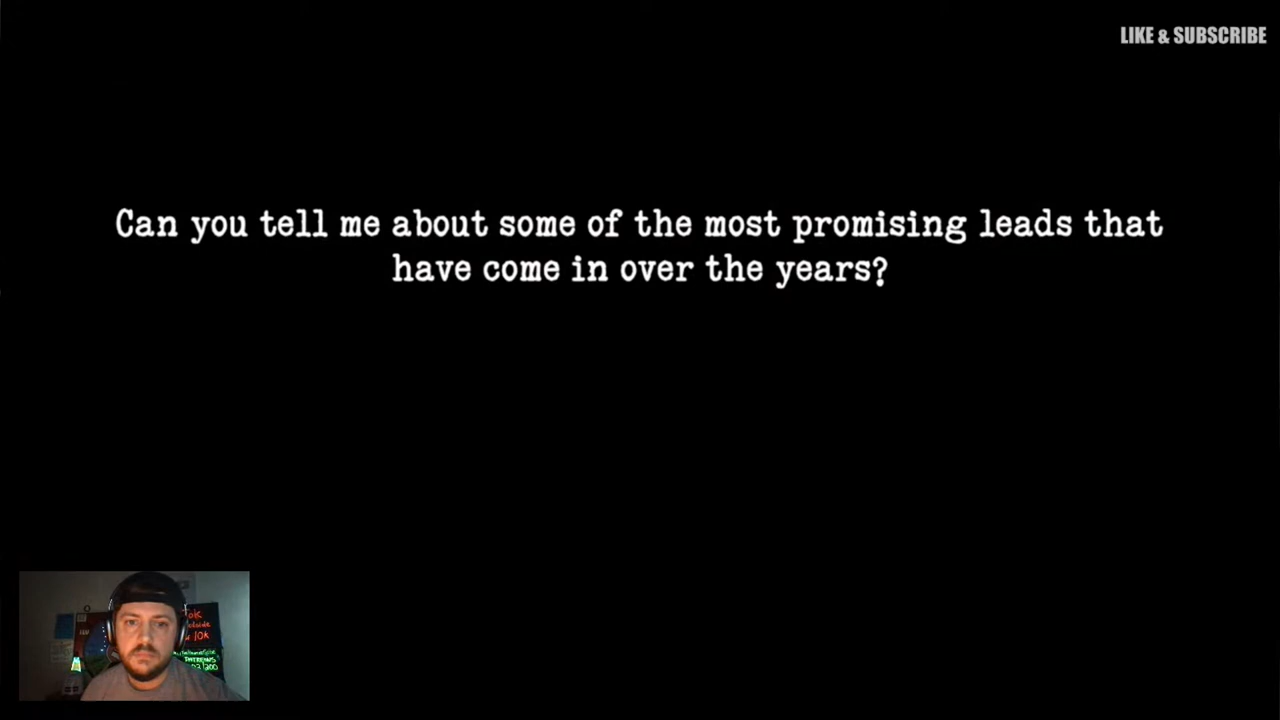 LIKE & SUBSCRIBE
Can you tell me about some of the most promising leads that
have come in over the years?
10k